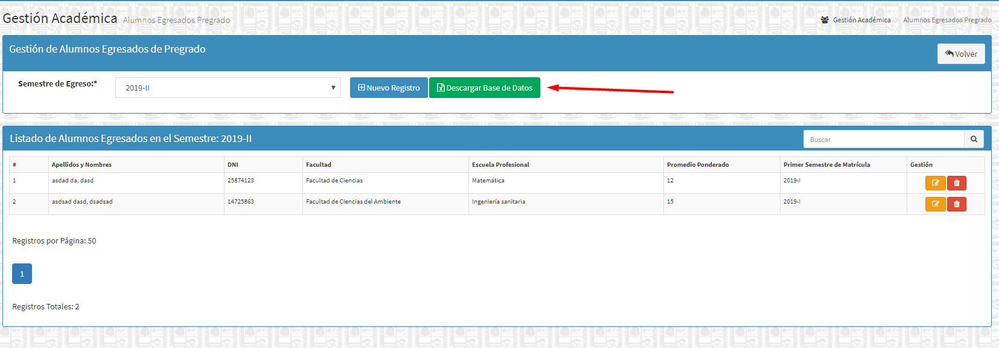 Gestión Académica Alumnos Egresados Pregrado
Gestión Académica > Alumnos Egresados Pregrado
Gestión de Alumnos Egresados de Pregrado
Volver
Semestre de Egreso:* 2019-II Nuevo Registro Descargar Base de Datos
Listado de Alumnos Egresados en el Semestre: 2019-II Buscar
# Apellidos y Nombres DNI Facultad Escuela Profesional Promedio Ponderado Primer Semestre de Matrícula Gestión
1 asdad da, dasd 25874123 Facultad de Ciencias Matemática 12 2019-I
2 asdsad dasd, dsadsad 14725863 Facultad de Ciencias del Ambiente Ingeniería sanitaria 15 2019-I
Registros por Página: 50
1
Registros Totales: 2